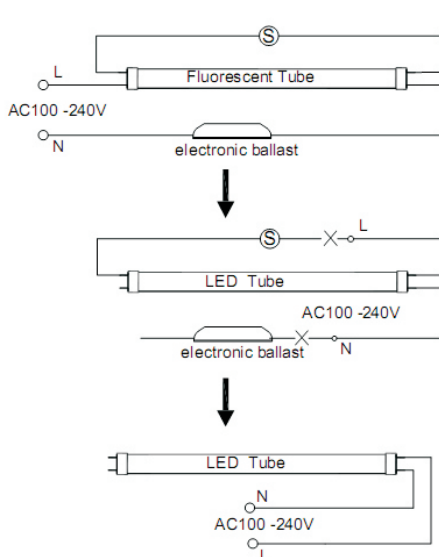 S
L
Fluorescent Tube
AC100 -240V
N
electronic ballast
L
S
LED Tube
AC100 -240V
electronic ballast
N
LED Tube
N
AC100 -240V
L